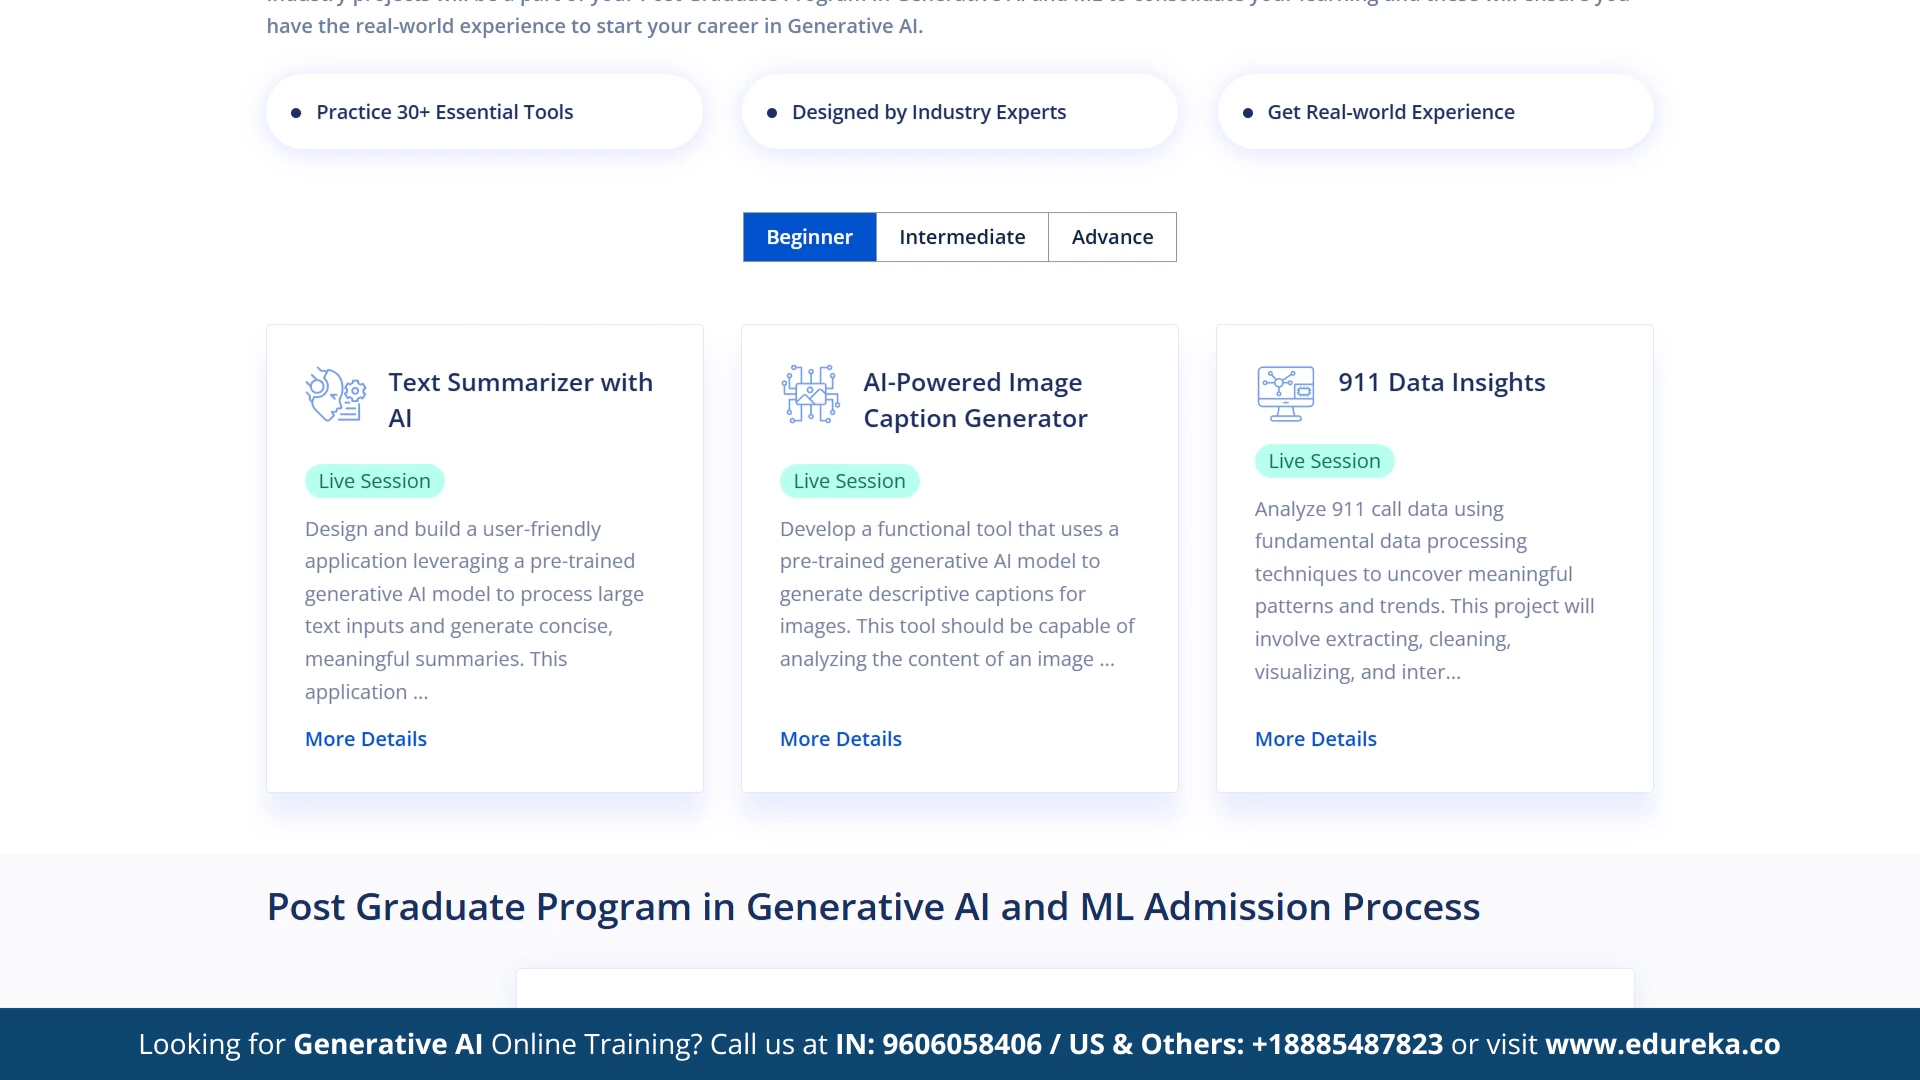 have the real-world experience to start your career in Generative AI.
Practice 30+ Essential Tools
Designed by Industry Experts
Get Real-world Experience
Beginner
Intermediate
Advance
Text Summarizer with
AI
Live Session
Design and build a user-friendly
application leveraging a pre-trained
generative AI model to process large
text inputs and generate concise,
meaningful summaries. This
application ...
More Details
AI-Powered Image
Caption Generator
Live Session
Develop a functional tool that uses a
pre-trained generative AI model to
generate descriptive captions for
images. This tool should be capable of
analyzing the content of an image ...
More Details
911 Data Insights
Live Session
Analyze 911 call data using
fundamental data processing
techniques to uncover meaningful
patterns and trends. This project will
involve extracting, cleaning,
visualizing, and inter...
More Details
Post Graduate Program in Generative AI and ML Admission Process
Looking for Generative AI Online Training? Call us at IN: 9606058406 / US & Others: +18885487823 or visit www.edureka.co